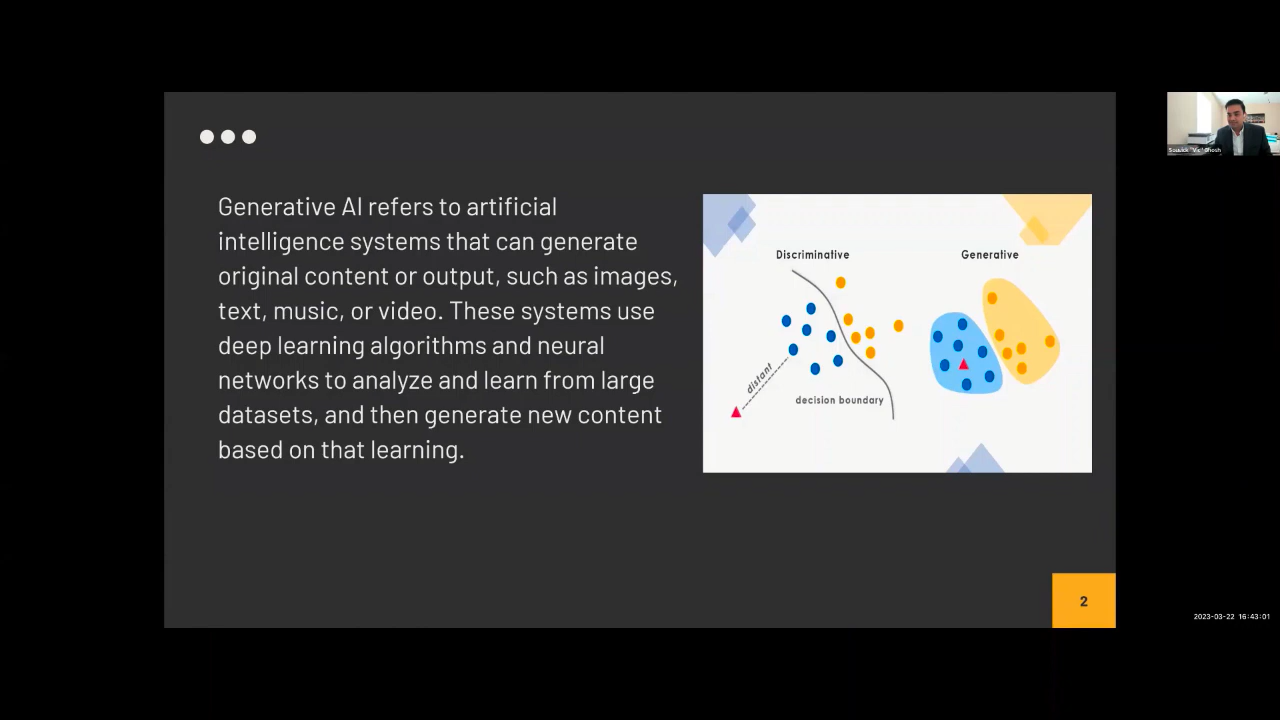 Generative AI refers to artificial
intelligence systems that can generate
original content or output, such as images,
text, music, or video. These systems use
deep learning algorithms and neural
networks to analyze and learn from large
datasets, and then generate new content
based on that learning.
Discriminative
Generative
distant
decision boundary
2
Souvick "Vic" Ghosh
2023-03-22 16:43:01